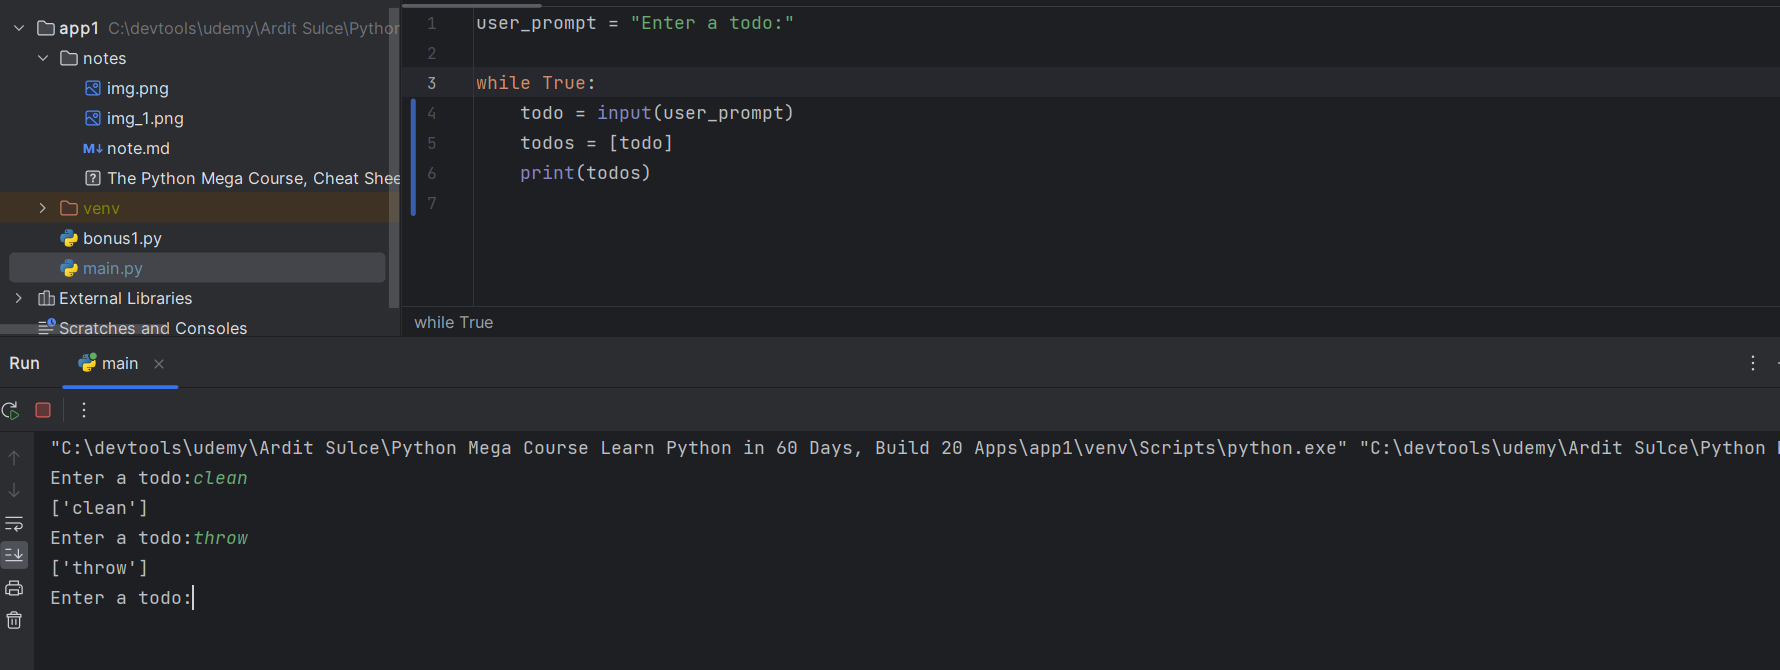 app1 C:\devtools\udemy\Ardit Sulce\Python
notes
img.png
img_1.png
M↓ note.md
The Python Mega Course, Cheat Shee
venv
bonus1.py
main.py
External Libraries
Scratches and Consoles
1 user_prompt = "Enter a todo:"
2
3 while True:
4 todo = input(user_prompt)
5 todos = [todo]
6 print(todos)
7
while True
Run main
"C:\devtools\udemy\Ardit Sulce\Python Mega Course Learn Python in 60 Days, Build 20 Apps\app1\venv\Scripts\python.exe" "C:\devtools\udemy\Ardit Sulce\Python
Enter a todo:clean
['clean']
Enter a todo:throw
['throw']
Enter a todo: